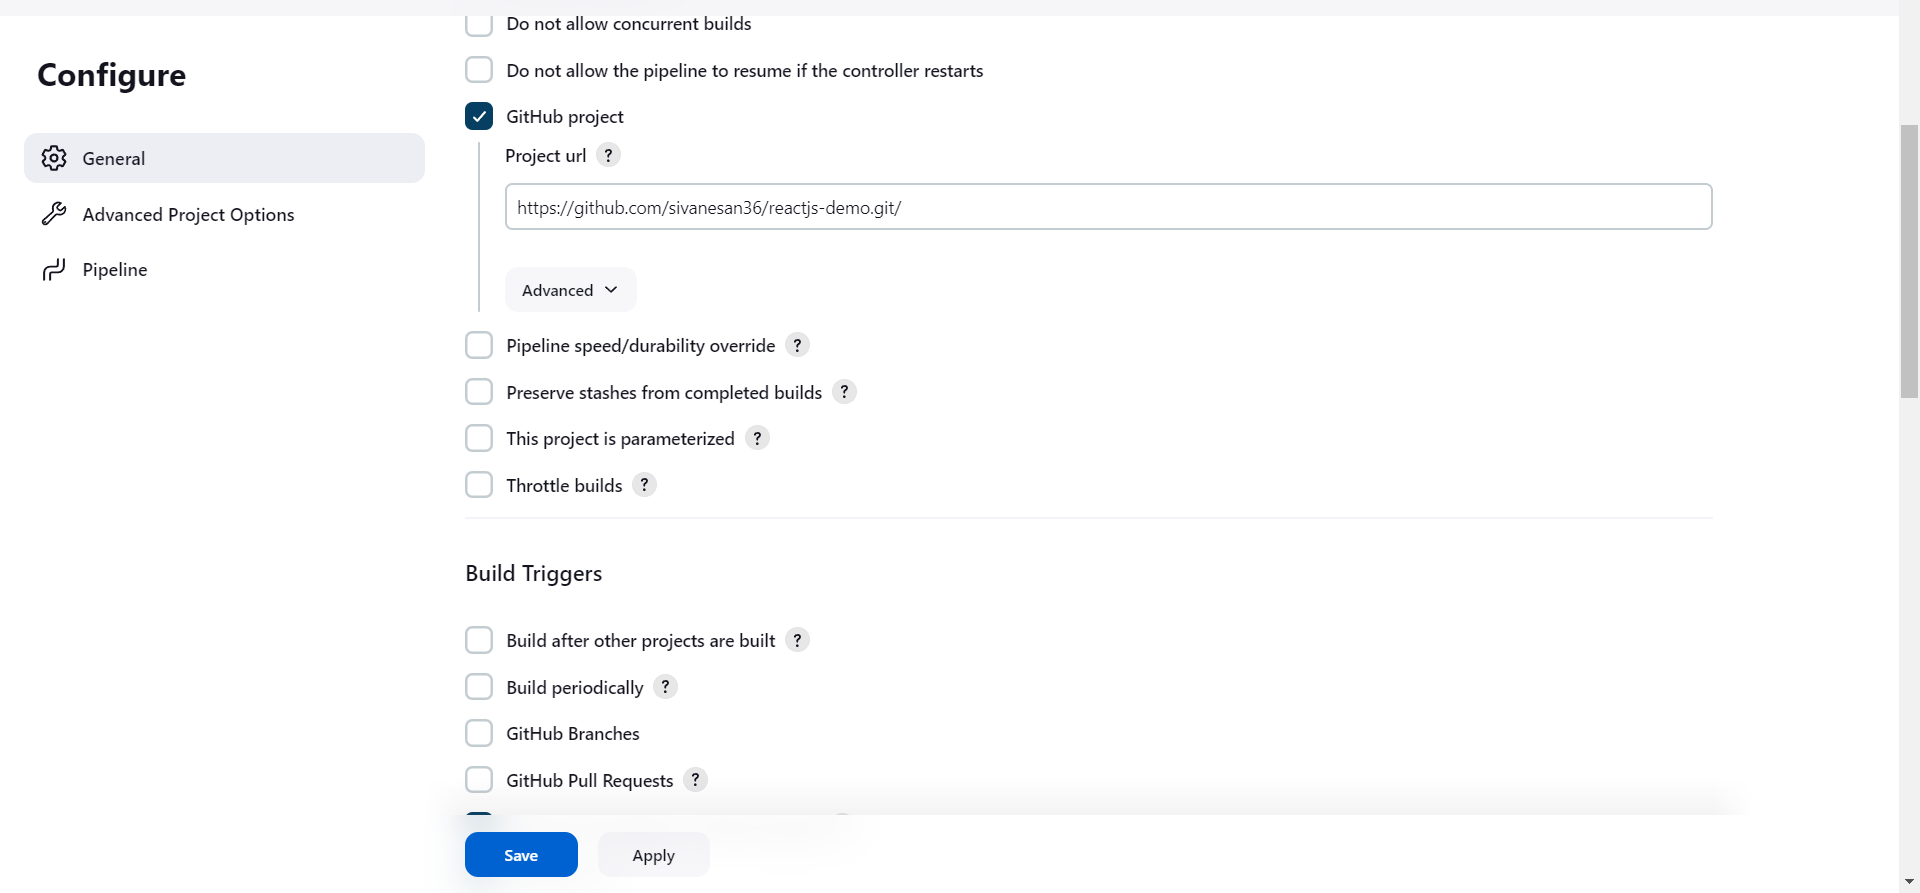 Do not allow concurrent builds
Configure
Do not allow the pipeline to resume if the controller restarts
GitHub project
General
Project url ?
https://github.com/sivanesan36/reactjs-demo.git/
Advanced Project Options
Pipeline
Advanced
Pipeline speed/durability override ?
Preserve stashes from completed builds ?
This project is parameterized ?
Throttle builds ?
Build Triggers
Build after other projects are built ?
Build periodically ?
GitHub Branches
GitHub Pull Requests ?
Save Apply